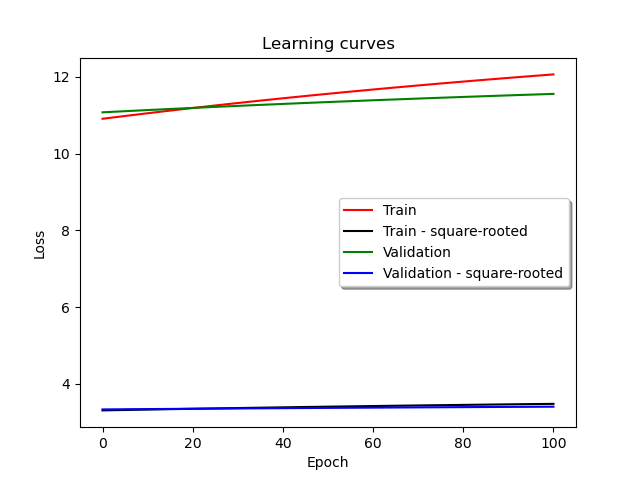 Learning curves
12
10
8
6
4
Loss
Train
Train - square-rooted
Validation
Validation - square-rooted
0 20 40 60 80 100
Epoch